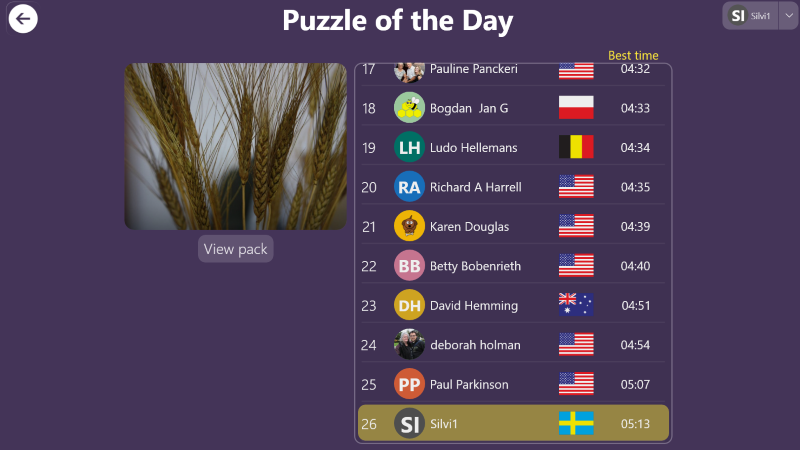 Puzzle of the Day
SI Silvi1
Best time
17 Pauline Panckeri 04:32
18 Bogdan Jan G 04:33
19 LH Ludo Hellemans 04:34
20 RA Richard A Harrell 04:35
21 Karen Douglas 04:39
22 BB Betty Bobenrieth 04:40
23 DH David Hemming 04:51
24 deborah holman 04:54
25 PP Paul Parkinson 05:07
26 SI Silvi1 05:13
View pack